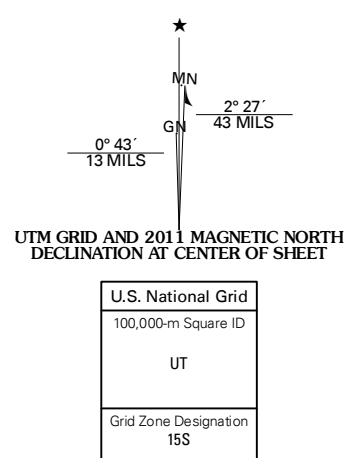 ★
MN
GN
2° 27´
43 MILS
0° 43´
13 MILS
UTM GRID AND 2011 MAGNETIC NORTH
DECLINATION AT CENTER OF SHEET
U.S. National Grid
100,000-m Square ID
UT
Grid Zone Designation
15S